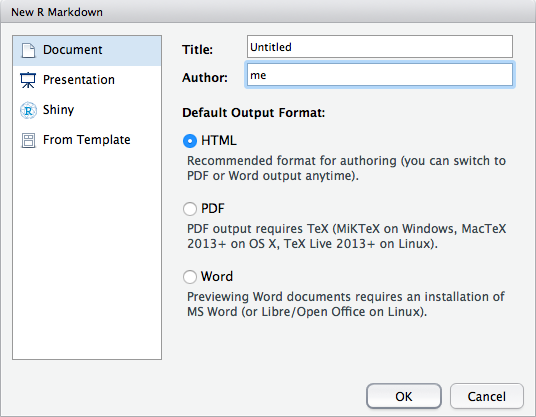 New R Markdown
Document
Presentation
Shiny
From Template
Title: Untitled
Author: me
Default Output Format:
HTML
Recommended format for authoring (you can switch to
PDF or Word output anytime).
PDF
PDF output requires TeX (MiKTeX on Windows, MacTeX
2013+ on OS X, TeX Live 2013+ on Linux).
Word
Previewing Word documents requires an installation of
MS Word (or Libre/Open Office on Linux).
OK Cancel